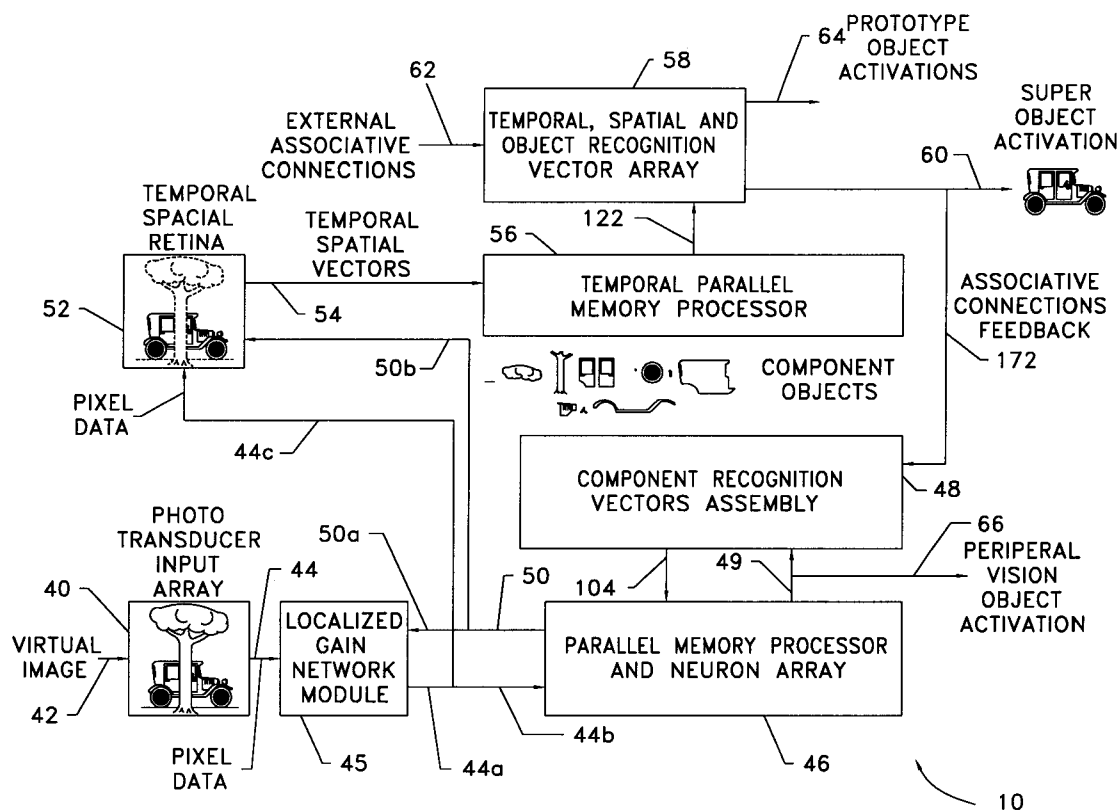 64
PROTOTYPE
OBJECT
ACTIVATIONS
58
62
SUPER
OBJECT
ACTIVATION
EXTERNAL
ASSOCIATIVE
CONNECTIONS
TEMPORAL, SPATIAL AND
OBJECT RECOGNITION
VECTOR ARRAY
60
TEMPORAL
SPACIAL
RETINA
TEMPORAL
SPATIAL
VECTORS
122
56
52
54
TEMPORAL PARALLEL
MEMORY PROCESSOR
ASSOCIATIVE
CONNECTIONS
FEEDBACK
172
50b
COMPONENT
OBJECTS
PIXEL
DATA
44c
COMPONENT RECOGNITION
VECTORS ASSEMBLY
48
PHOTO
TRANSDUCER
INPUT
ARRAY
50a
66
40
44
50
104
49
PERIPERAL
VISION
OBJECT
ACTIVATION
VIRTUAL
IMAGE
42
LOCALIZED
GAIN
NETWORK
MODULE
PARALLEL MEMORY PROCESSOR
AND NEURON ARRAY
PIXEL
DATA
45
44a
44b
46
10